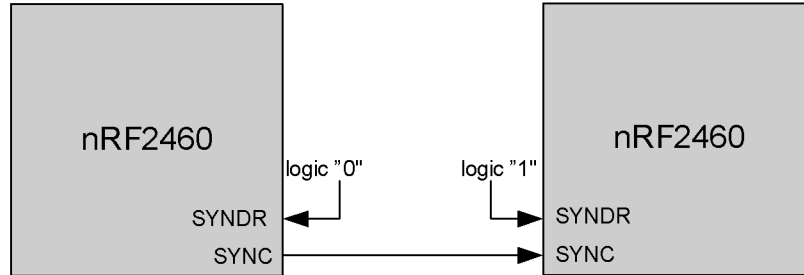 nRF2460
nRF2460
logic ”0"
logic ”1"
SYNDR
SYNDR
SYNC
SYNC